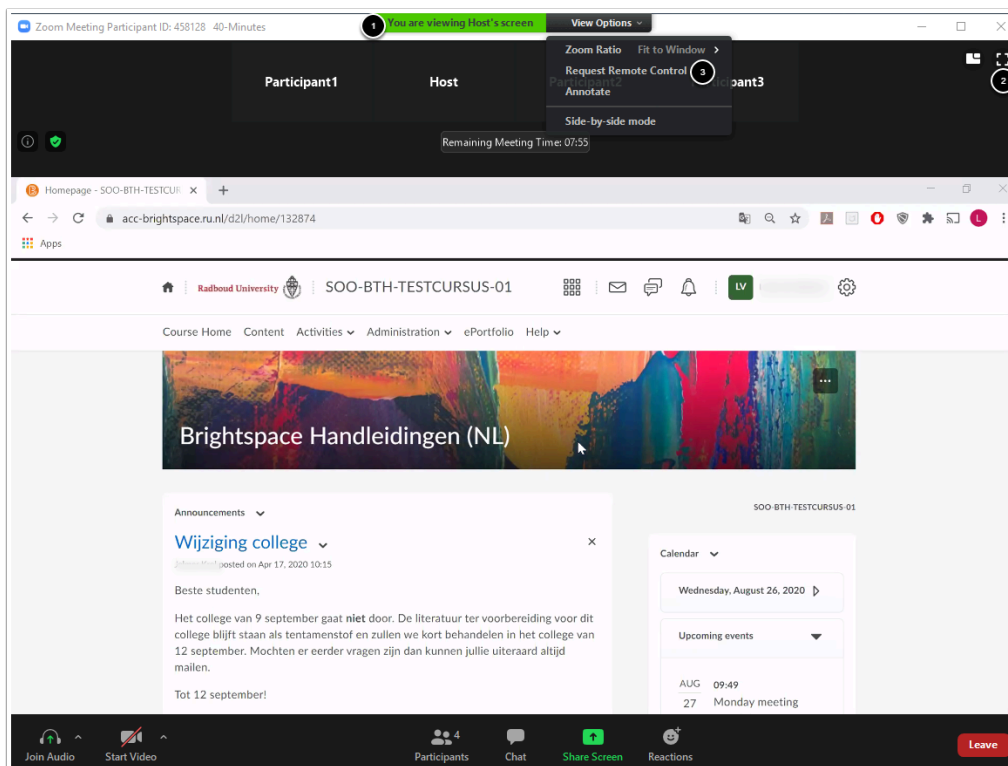 Zoom Meeting Participant ID: 458128 40-Minutes
1 You are viewing Host's screen View Options
Zoom Ratio Fit to Window
Request Remote Control 3
Annotate
Side-by-side mode
2
Participant1 Host Participant2
Remaining Meeting Time: 07:55
Homepage - SOO-BTH-TESTCUR
acc-brightspace.ru.nl/d2l/home/132874
L
Apps
Radboud University SOO-BTH-TESTCURSUS-01 LV
Course Home Content Activities Administration ePortfolio Help
Brightspace Handleidingen (NL)
SOO-BTH-TESTCURSUS-01
Announcements
Wijziging college
posted on Apr 17, 2020 10:15
Beste studenten,
Het college van 9 september gaat niet door. De literatuur ter voorbereiding voor dit
college blijft staan als tentamenstof en zullen we kort behandelen in het college van
12 september. Mochten er eerder vragen zijn dan kunnen jullie uiteraard altijd
mailen.
Tot 12 september!
Calendar
Wednesday, August 26, 2020
Upcoming events
AUG 09:49
27 Monday meeting
Join Audio Start Video Participants 4 Chat Share Screen Reactions Leave